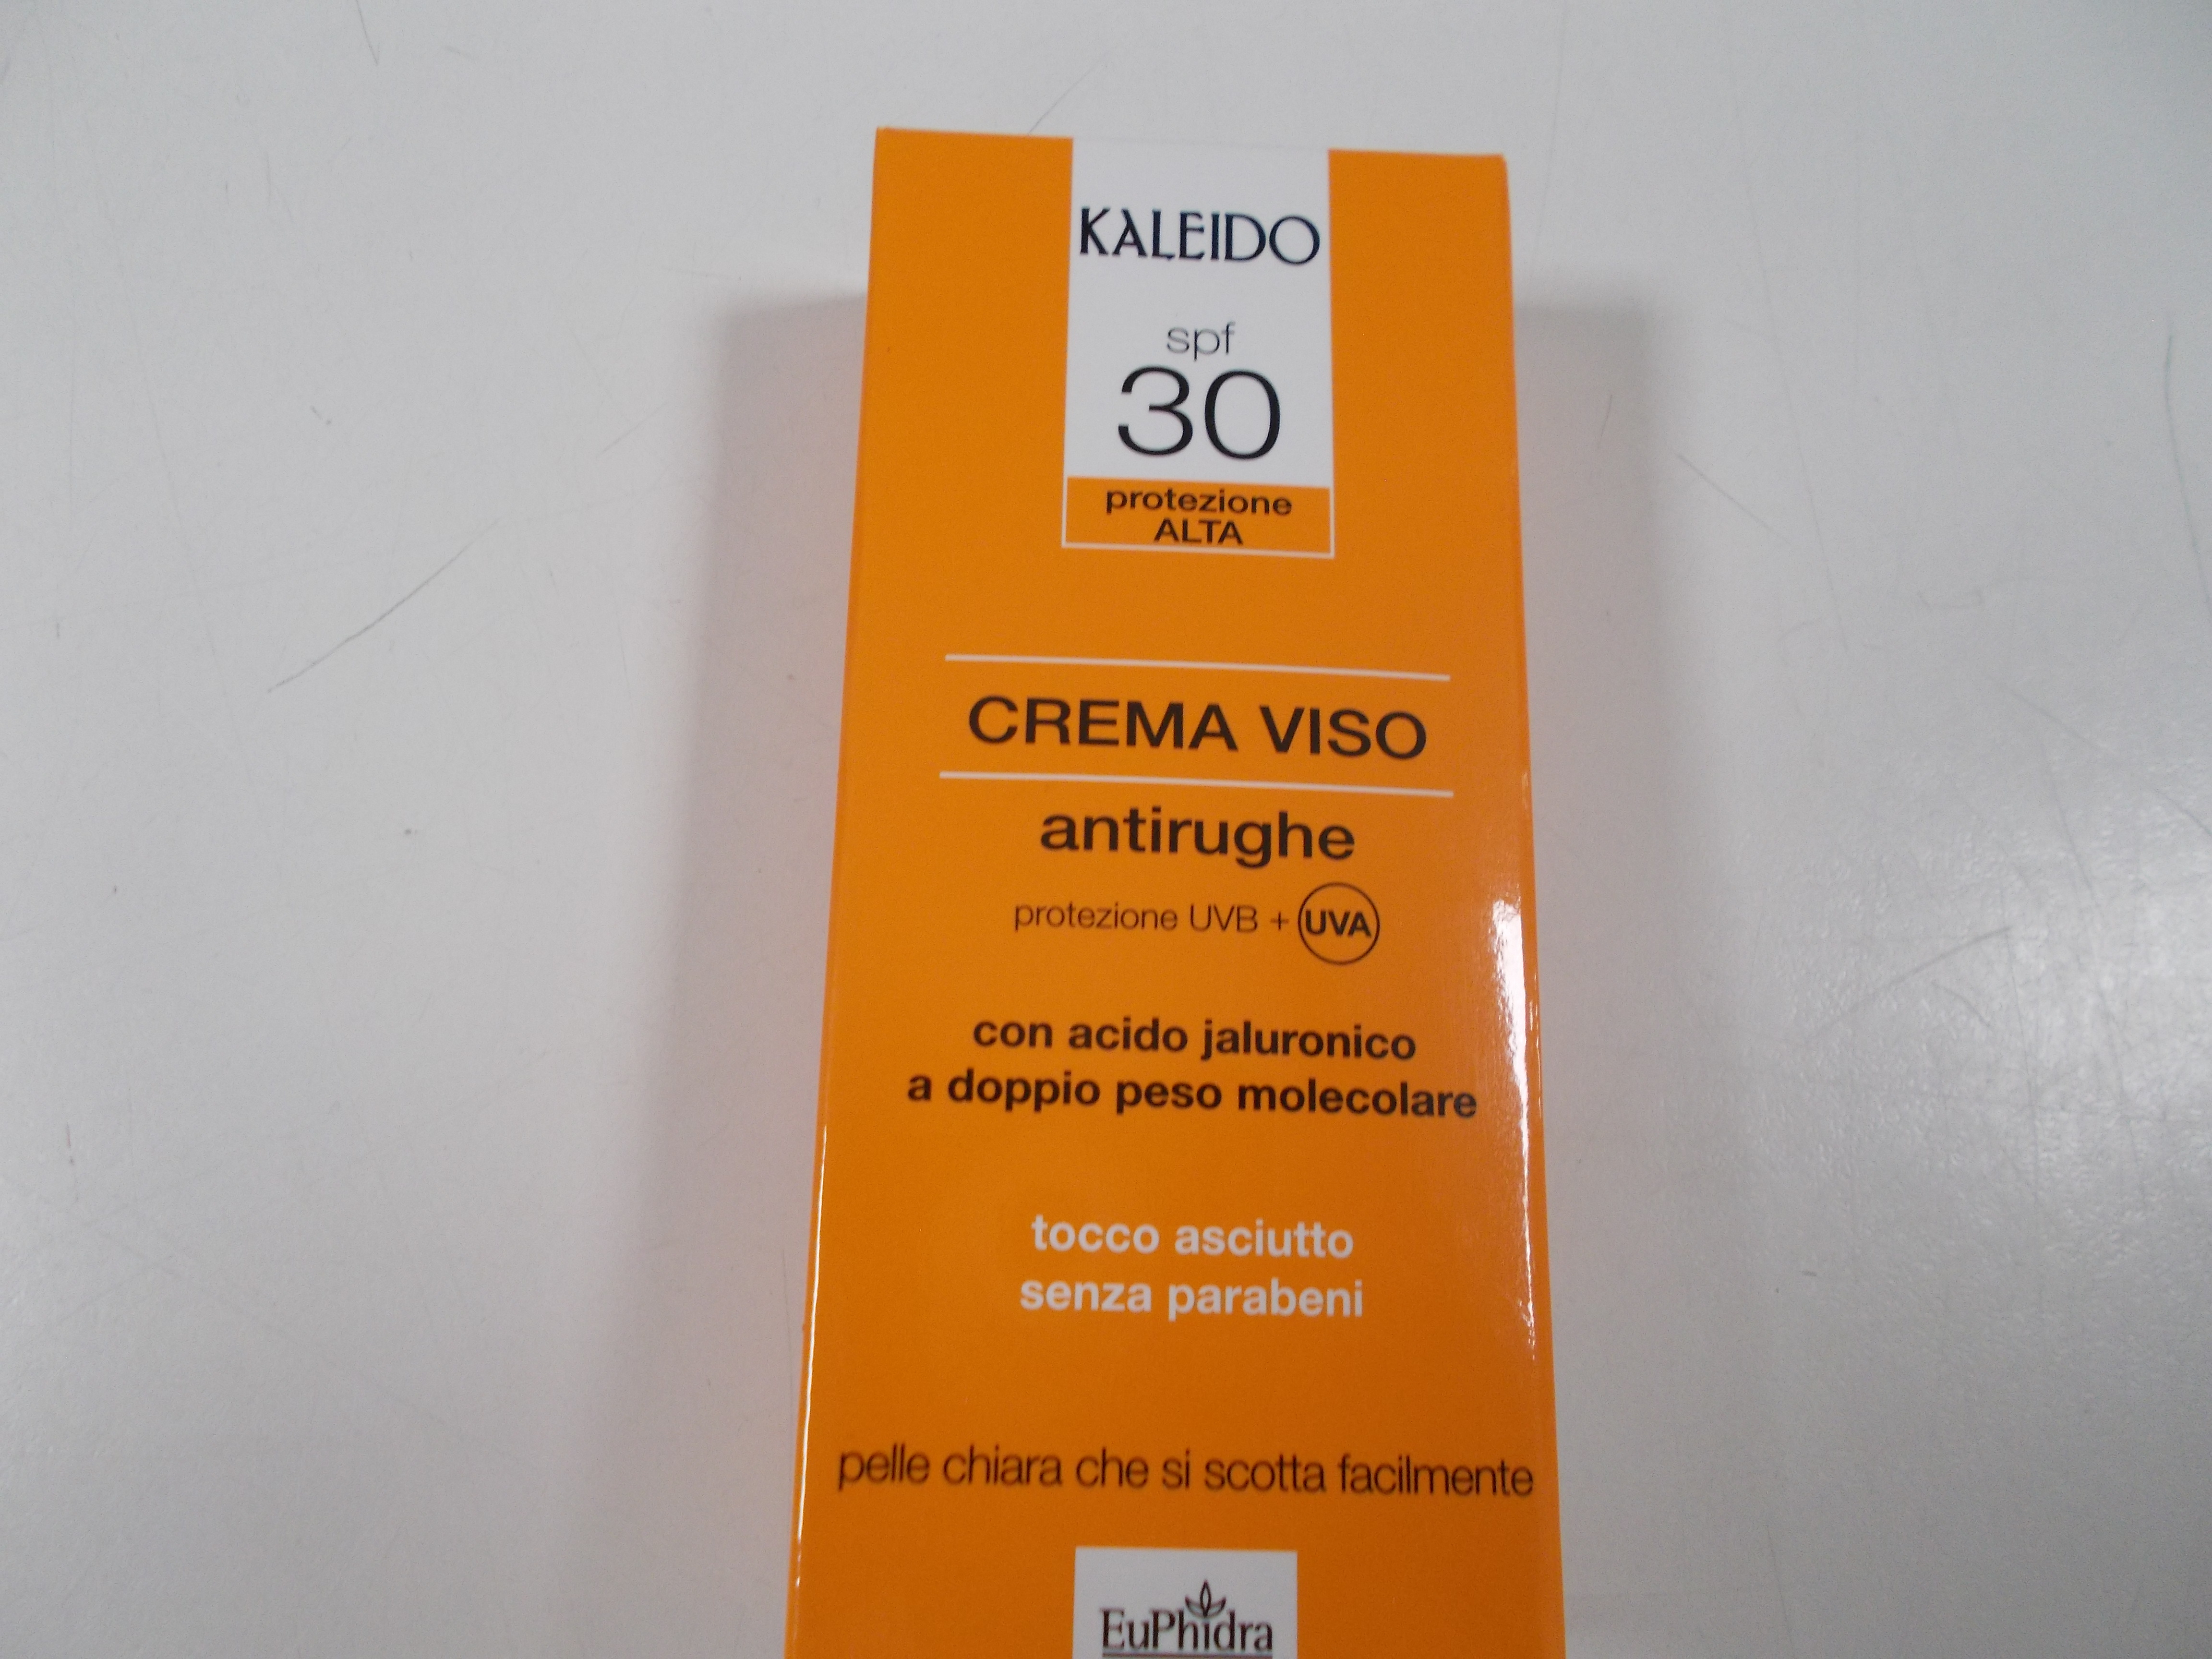 KALEIDO
spf
30
protezione
ALTA
CREMA VISO
antirughe
protezione UVB + UVA
con acido jaluronico
a doppio peso molecolare
tocco asciutto
senza parabeni
pelle chiara che si scotta facilmente
EuPhidra